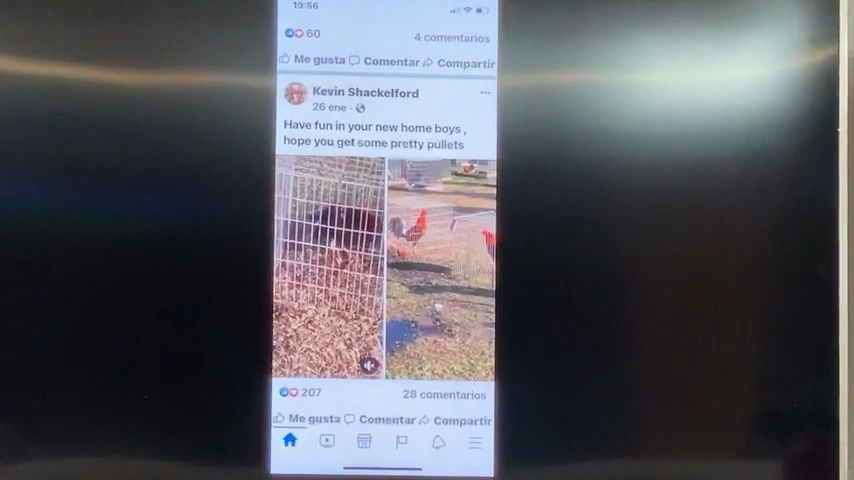 19:56
60
4 comentarios
Me gusta Comentar Compartir
Kevin Shackelford
26 ene ·
Have fun in your new home boys ,
hope you get some pretty pullets
207
28 comentarios
Me gusta Comentar Compartir